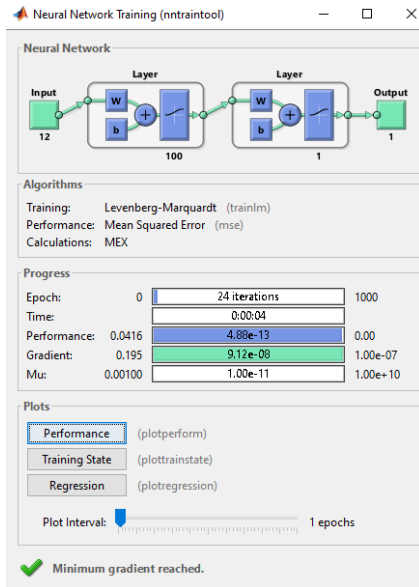 Neural Network Training (nntraintool)
Neural Network
Layer Layer
Input Output
W W
b b
12 100 1 1
Algorithms
Training: Levenberg-Marquardt (trainlm)
Performance: Mean Squared Error (mse)
Calculations: MEX
Progress
Epoch: 0 24 iterations 1000
Time: 0:00:04
Performance: 0.0416 4.88e-13 0.00
Gradient: 0.195 9.12e-08 1.00e-07
Mu: 0.00100 1.00e-11 1.00e+10
Plots
Performance (plotperform)
Training State (plottrainstate)
Regression (plotregression)
Plot Interval: 1 epochs
Minimum gradient reached.